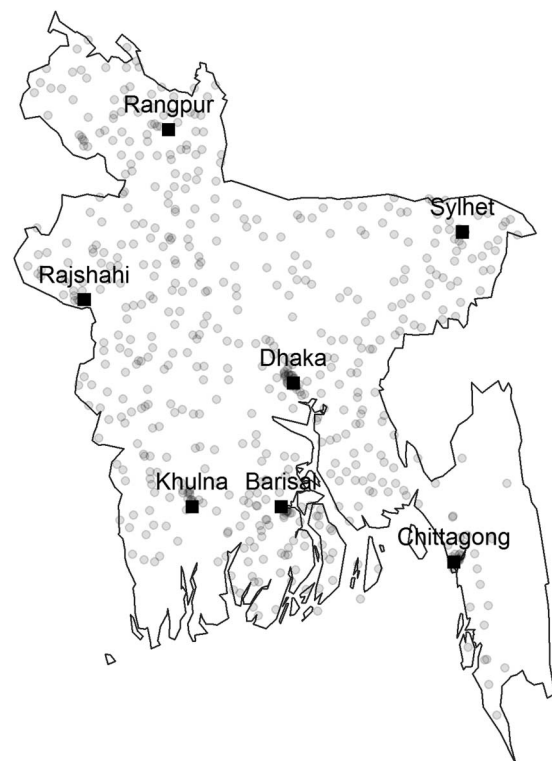 Rangpur
Sylhet
Rajshahi
Dhaka
Khulna
Barisal
Chittagong